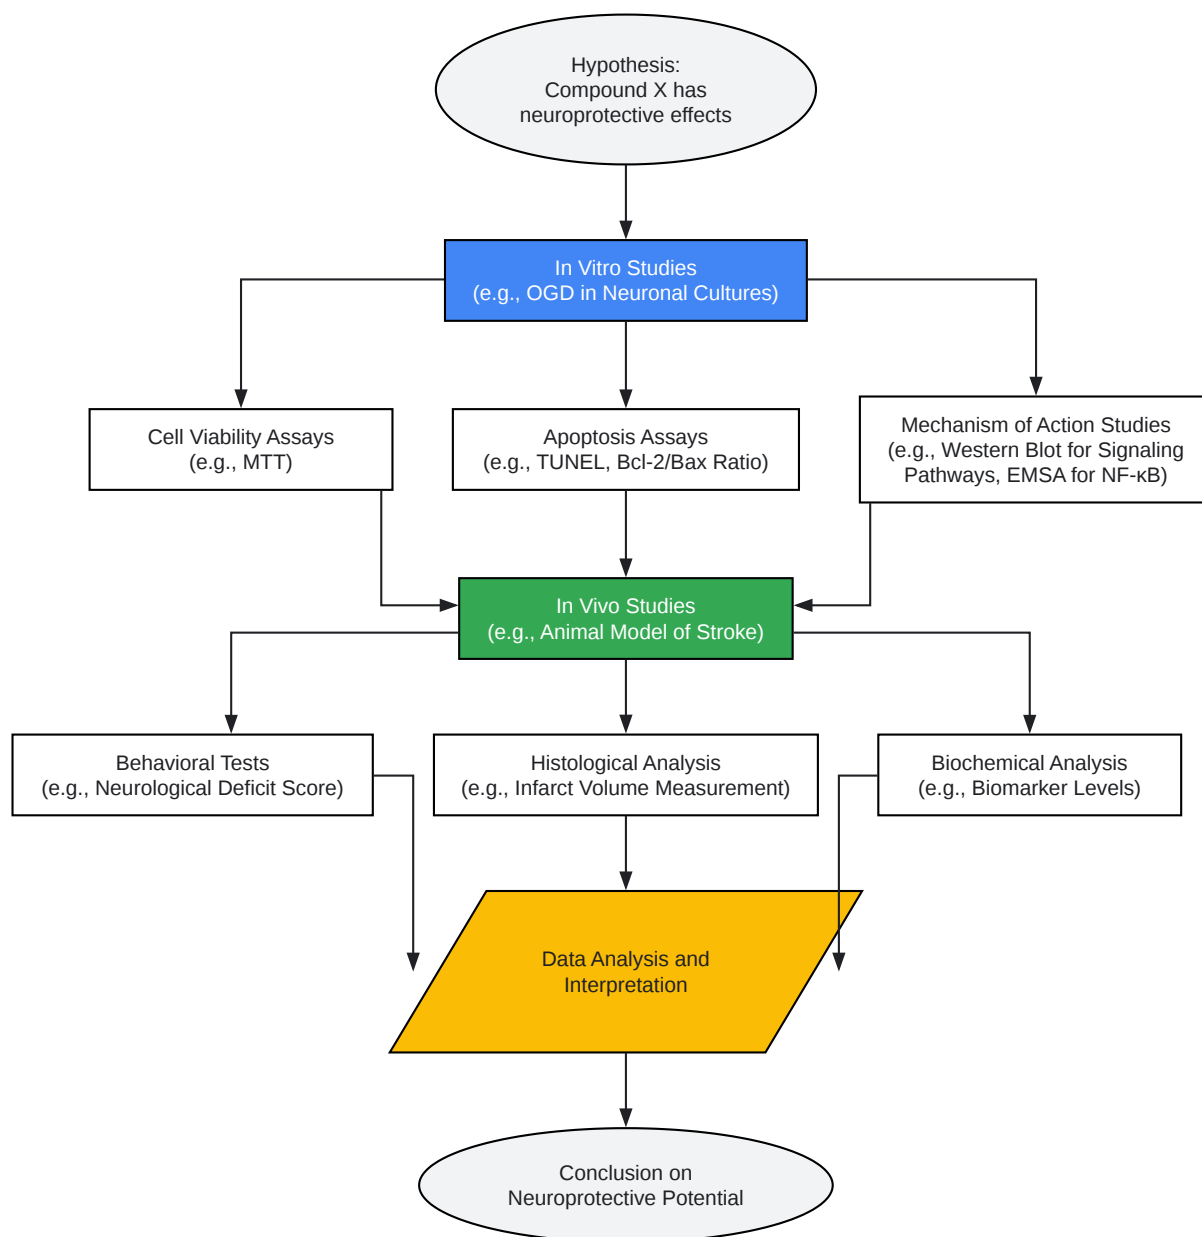 Hypothesis:
Compound X has
neuroprotective effects
In Vitro Studies
(e.g., OGD in Neuronal Cultures)
Cell Viability Assays
(e.g., MTT)
Apoptosis Assays
(e.g., TUNEL, Bcl-2/Bax Ratio)
Mechanism of Action Studies
(e.g., Western Blot for Signaling
Pathways, EMSA for NF-κB)
In Vivo Studies
(e.g., Animal Model of Stroke)
Behavioral Tests
(e.g., Neurological Deficit Score)
Histological Analysis
(e.g., Infarct Volume Measurement)
Biochemical Analysis
(e.g., Biomarker Levels)
Data Analysis and
Interpretation
Conclusion on
Neuroprotective Potential